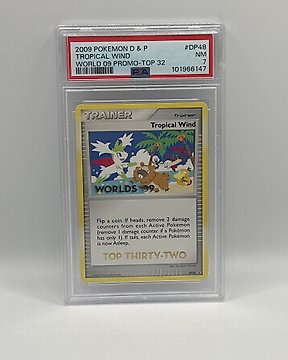 2009 POKEMON D & P #DP48
TROPICAL WIND NM
WORLD 09 PROMO-TOP 32 7
PSA 101966147
TRAINER Trainer
Tropical Wind
WORLDS 09
Flip a coin. If heads, remove 2 damage
counters from each Active Pokémon
(remove 1 damage counter if a Pokémon
has only 1). If tails, each Active Pokémon
is now Asleep.
TOP THIRTY-TWO